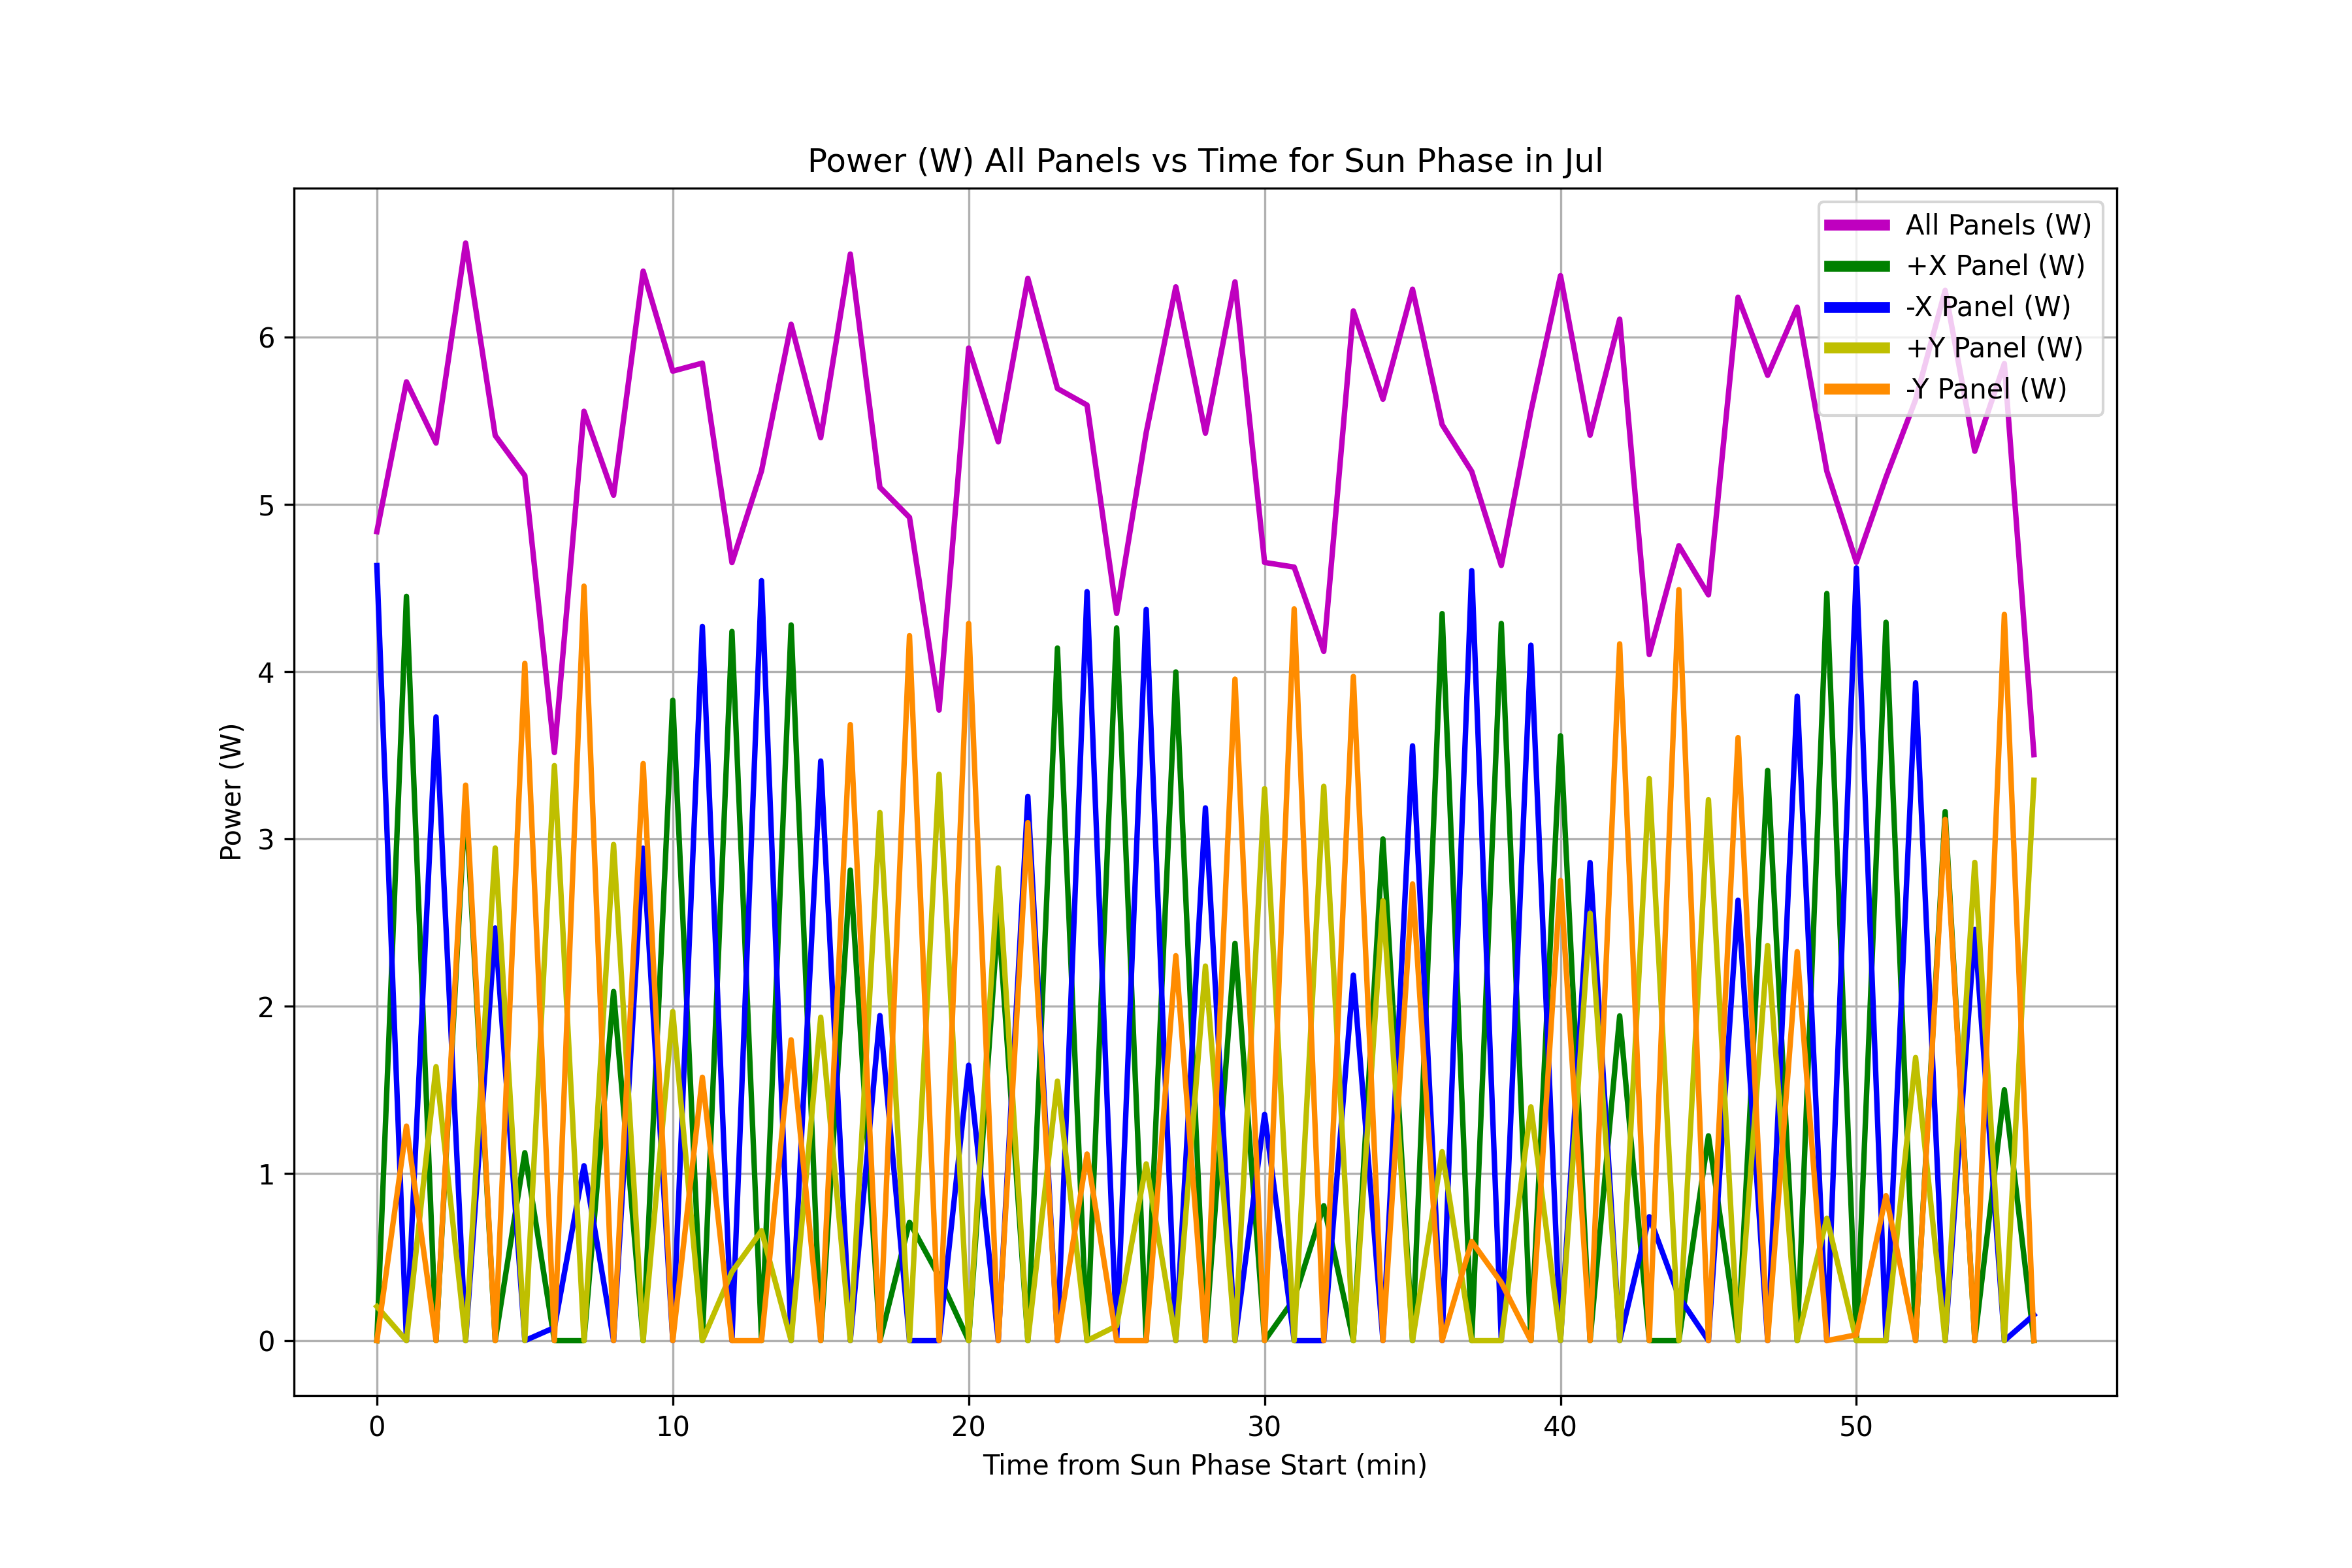 Power (W) All Panels vs Time for Sun Phase in Jul
All Panels (W)
+X Panel (W)
-X Panel (W)
+Y Panel (W)
-Y Panel (W)
Power (W)
6
5
4
3
2
1
0
0 10 20 30 40 50
Time from Sun Phase Start (min)